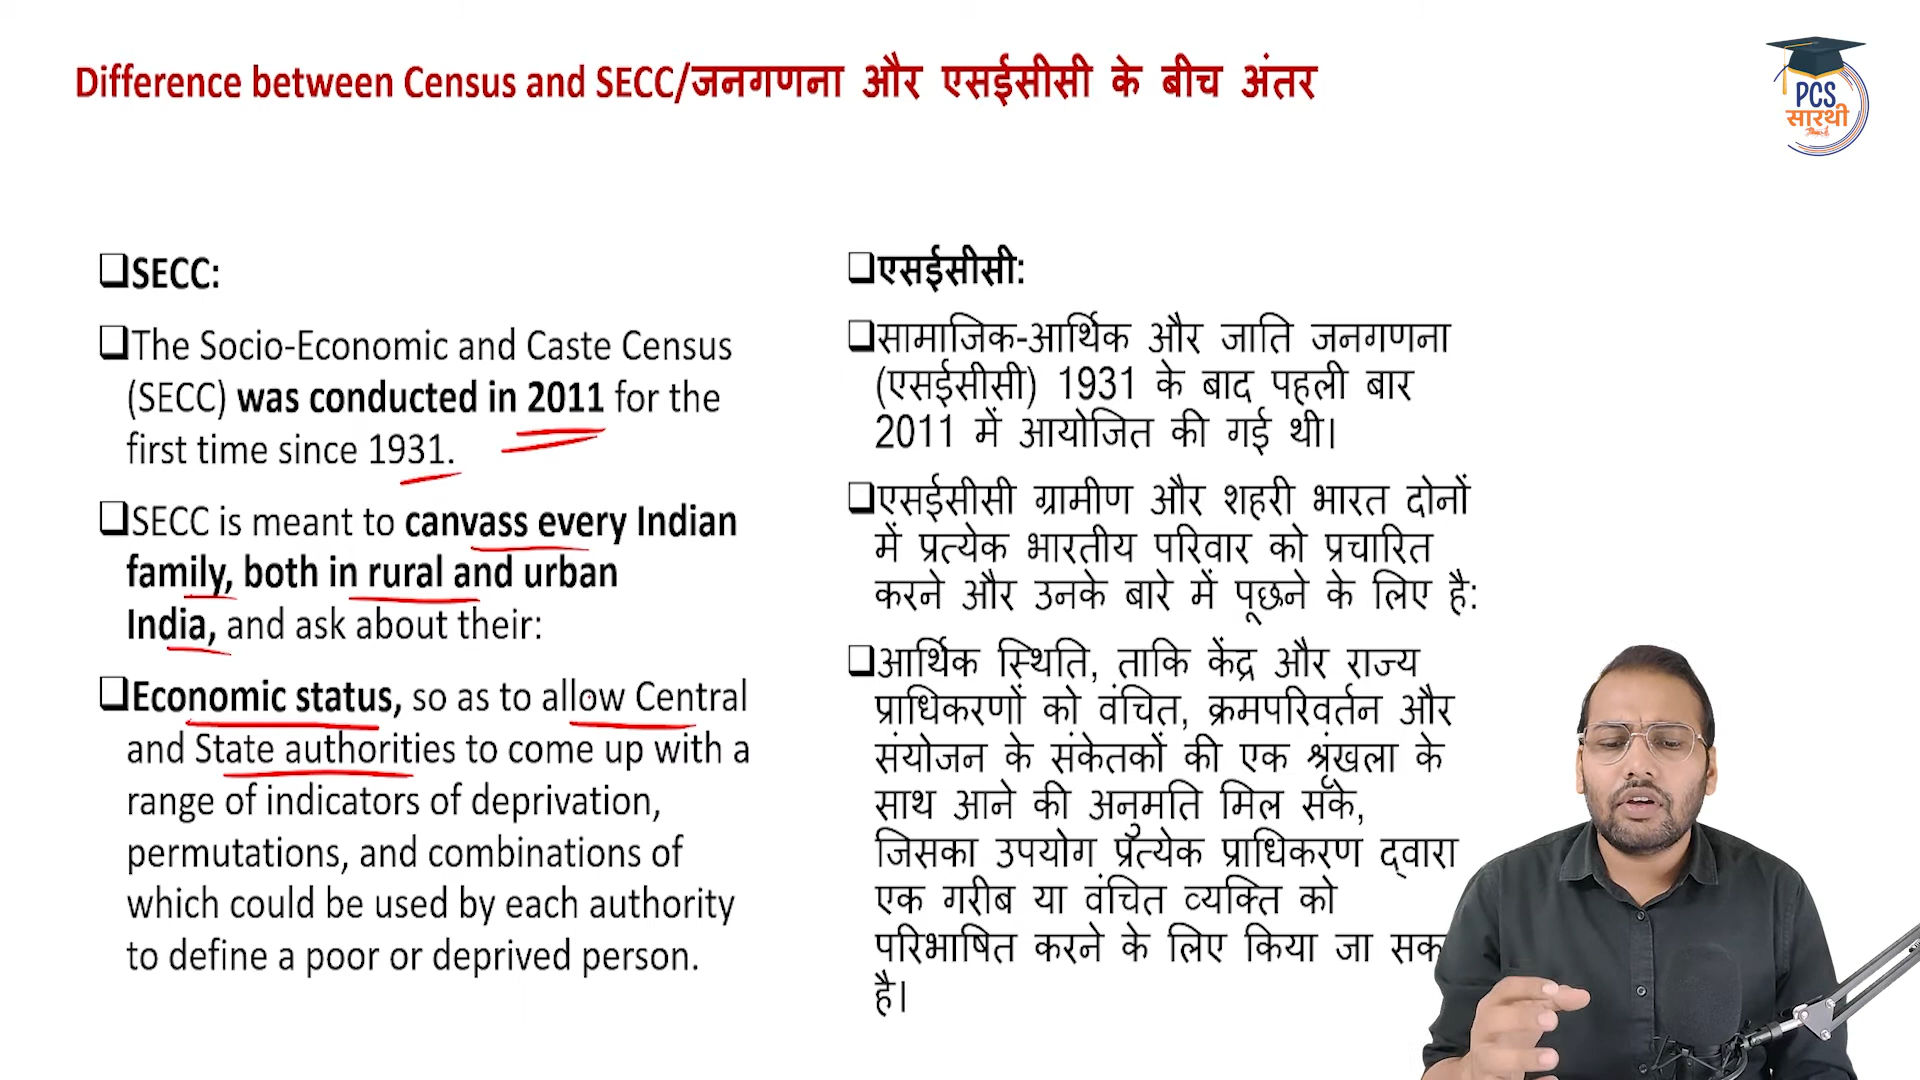 Difference between Census and SECC/जनगणना और एसईसीसी के बीच अंतर
PCS
सारथी
SECC:
The Socio-Economic and Caste Census
(SECC) was conducted in 2011 for the
first time since 1931.
SECC is meant to canvass every Indian
family, both in rural and urban
India, and ask about their:
Economic status, so as to allow Central
and State authorities to come up with a
range of indicators of deprivation,
permutations, and combinations of
which could be used by each authority
to define a poor or deprived person.
एसईसीसी:
सामाजिक-आर्थिक और जाति जनगणना
(एसईसीसी) 1931 के बाद पहली बार
2011 में आयोजित की गई थी।
एसईसीसी ग्रामीण और शहरी भारत दोनों
में प्रत्येक भारतीय परिवार को प्रचारित
करने और उनके बारे में पूछने के लिए है:
आर्थिक स्थिति, ताकि केंद्र और राज्य
प्राधिकरणों को वंचित, क्रमपरिवर्तन और
संयोजन के संकेतकों की एक श्रृंखला के
साथ आने की अनुमति मिल सके,
जिसका उपयोग प्रत्येक प्राधिकरण द्वारा
एक गरीब या वंचित व्यक्ति को
परिभाषित करने के लिए किया जा सक
है।